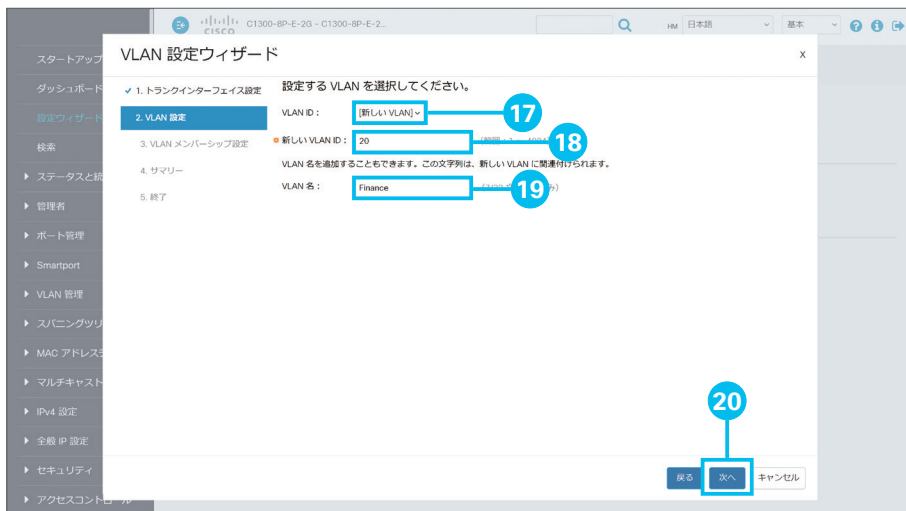 CISCO C1300-8P-E-2G - C1300-8P-E-2... HM 日本語 基本
スタートアップ
ダッシュボード
設定ウィザード
検索
ステータスと統
管理者
ポート管理
Smartport
VLAN 管理
スパニングツリ
MAC アドレス
マルチキャスト
IPv4 設定
全般 IP 設定
セキュリティ
アクセスコントロール
VLAN 設定ウィザード x
1. トランクインターフェイス設定
2. VLAN 設定
3. VLAN メンバーシップ設定
4. サマリー
5. 終了
設定する VLAN を選択してください。
VLAN ID： [新しい VLAN] 17
新しい VLAN ID： 20 18
VLAN 名を追加することもできます。この文字列は、新しい VLAN に関連付けられます。
VLAN 名： Finance 19
20
戻る 次へ キャンセル